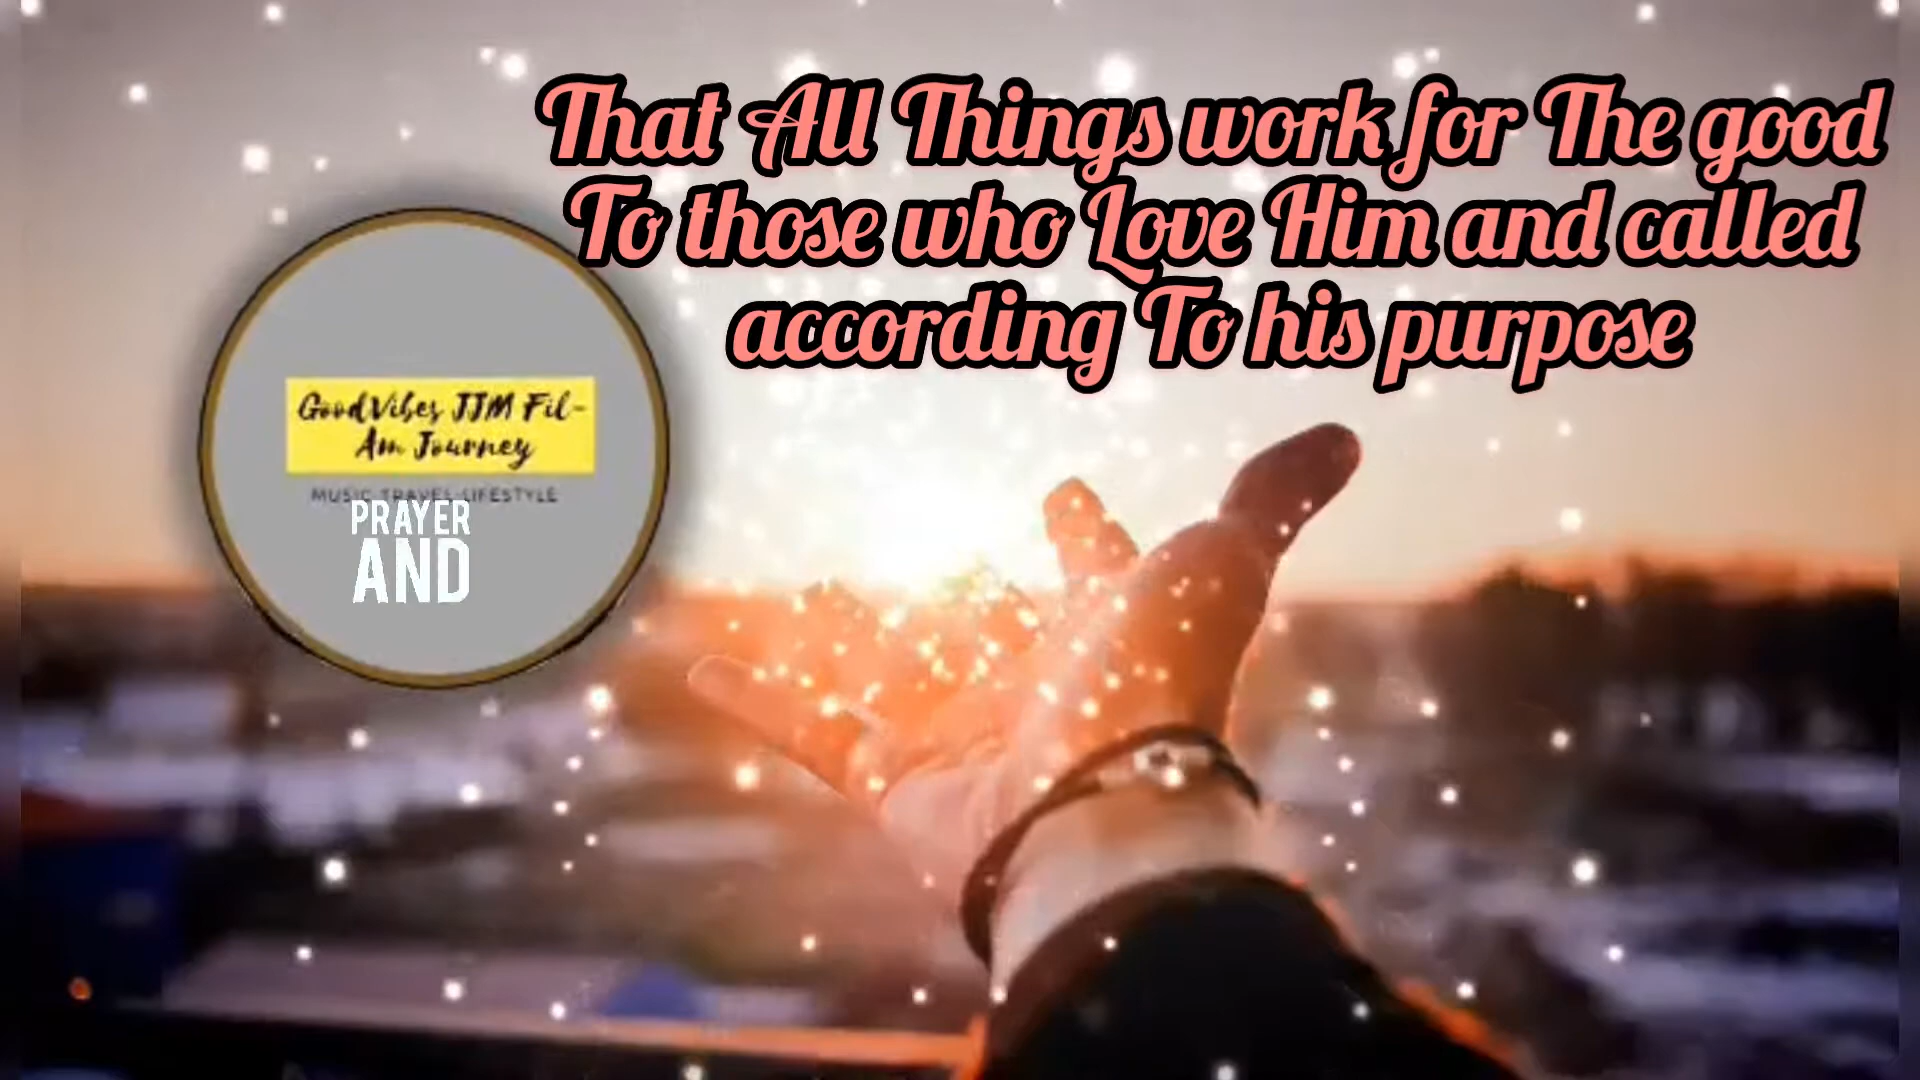 That All Things work for The good
To those who Love Him and called
according To his purpose
GoodVibes JJM Fil-
Am Journey
MUSIC TRAVEL LIFESTYLE
PRAYER
AND